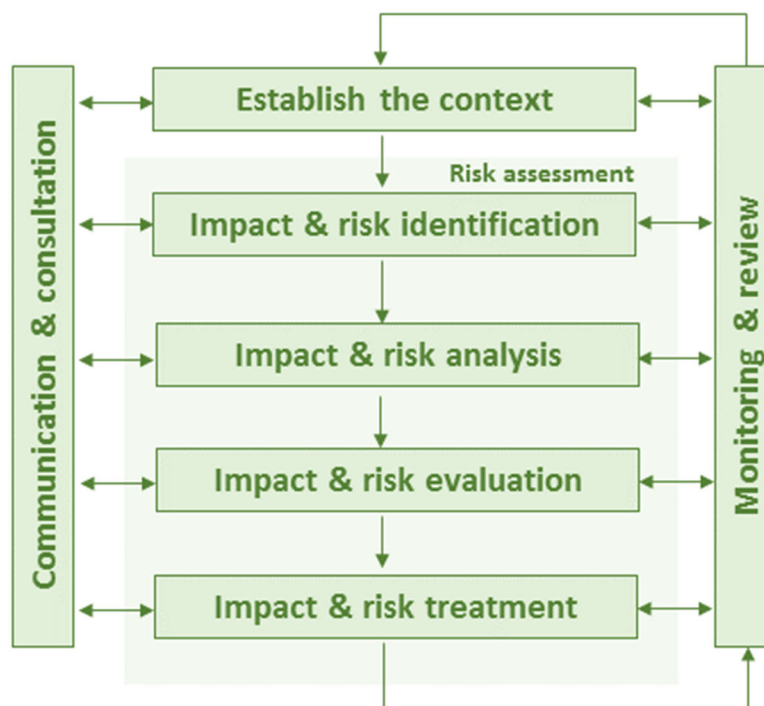 Establish the context
Risk assessment
Impact & risk identification
Impact & risk analysis
Impact & risk evaluation
Impact & risk treatment
Communication & consultation
Monitoring & review